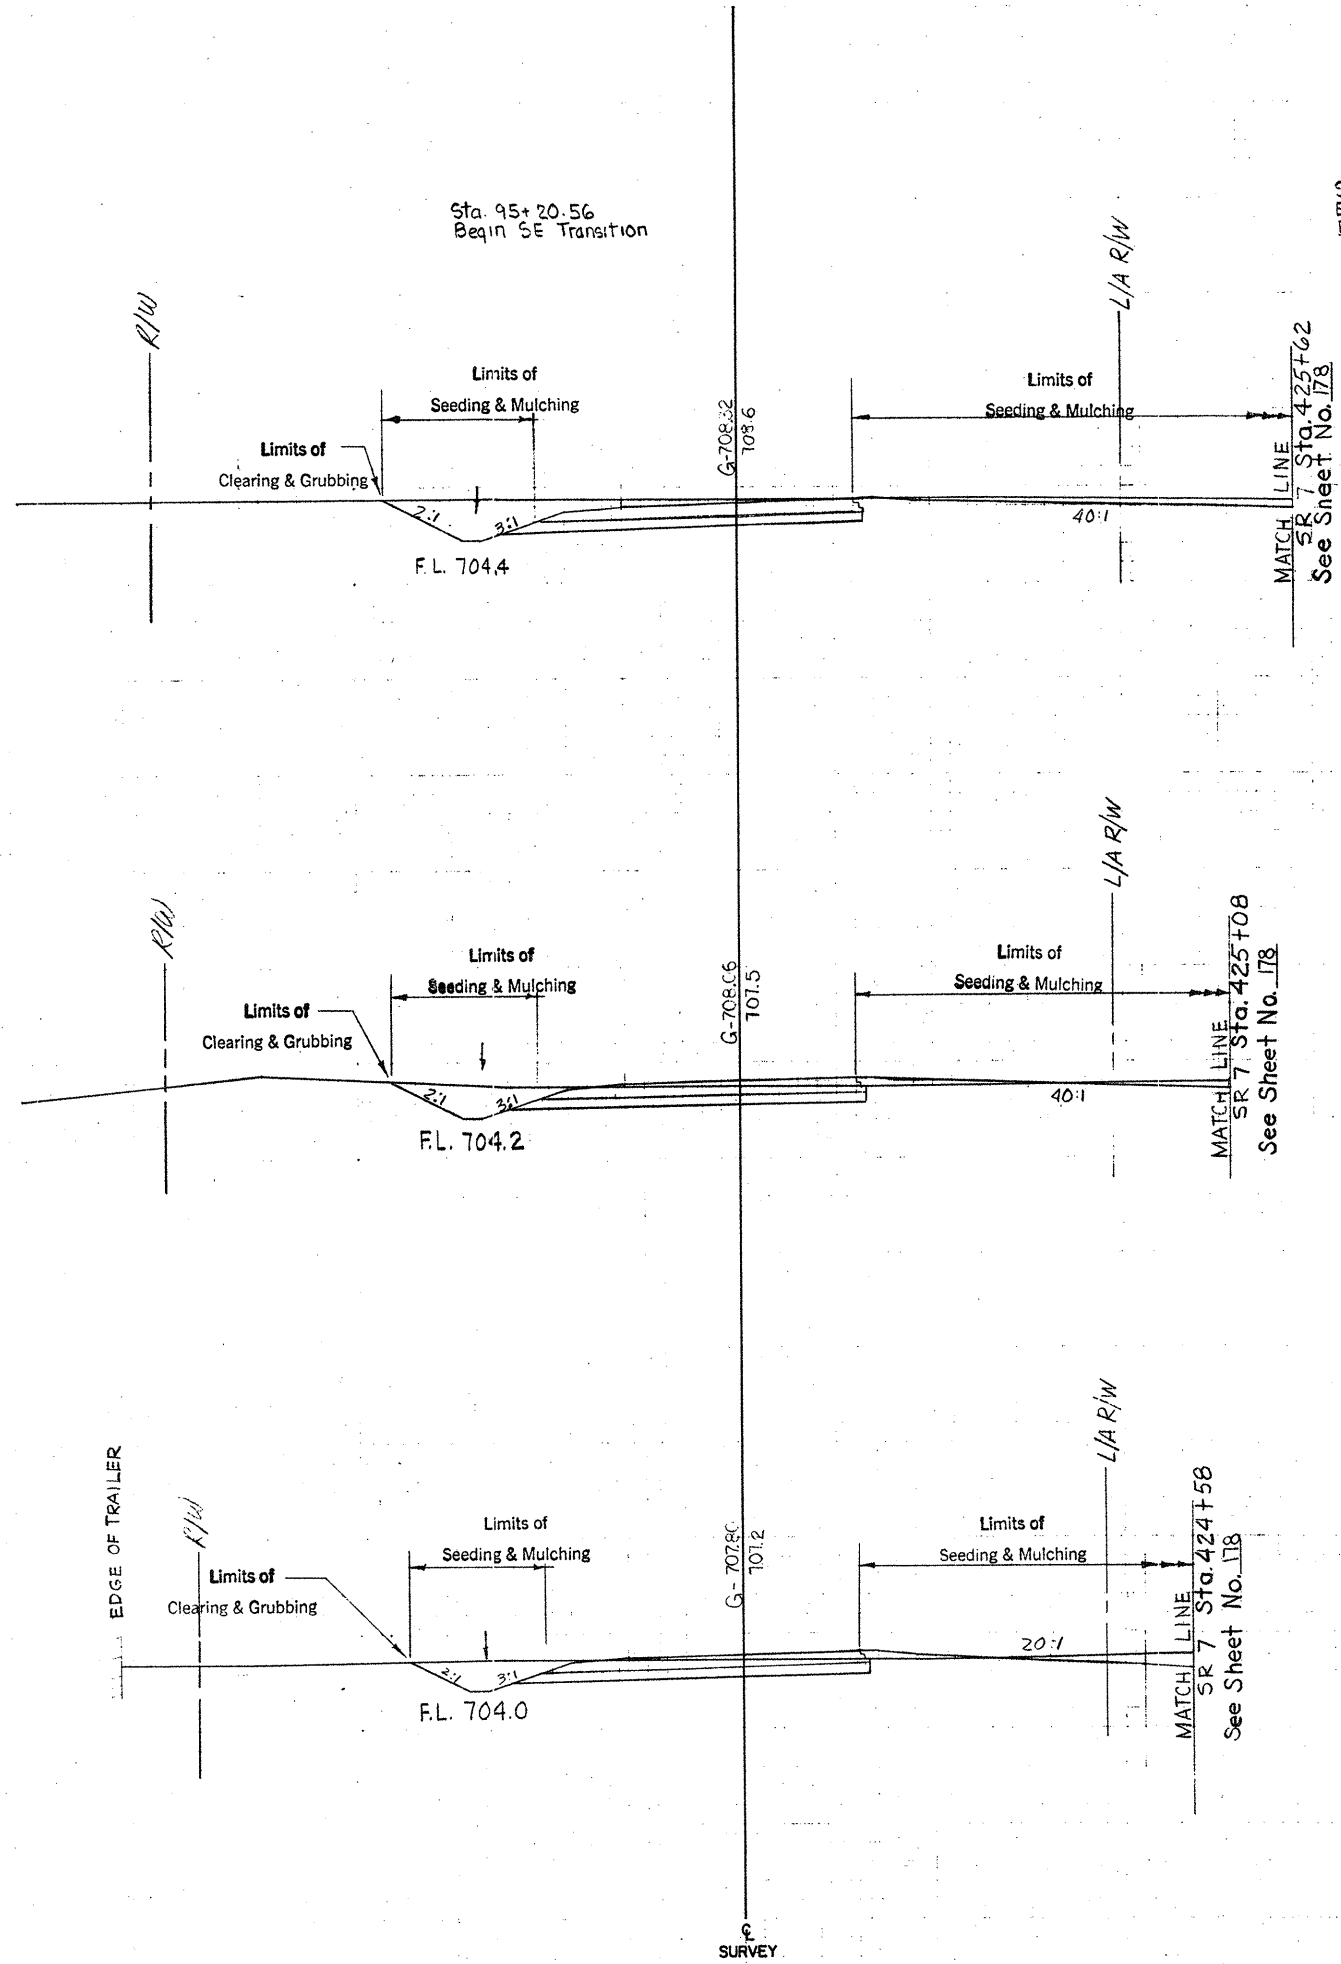 Sta. 95+20.56
Begin SE Transition
R/W
L/A R/W
Limits of
Seeding & Mulching
Limits of
Clearing & Grubbing
G-708.32
708.6
Limits of
Seeding & Mulching
2:1
3:1
F.L. 704.4
40:1
MATCH LINE
SR 7 Sta. 425+62
See Sheet No. 178
R/W
L/A R/W
Limits of
Seeding & Mulching
Limits of
Clearing & Grubbing
G-708.06
707.5
Limits of
Seeding & Mulching
2:1
3:1
F.L. 704.2
40:1
MATCH LINE
SR 7 Sta. 425+08
See Sheet No. 178
EDGE OF TRAILER
R/W
L/A R/W
Limits of
Seeding & Mulching
Limits of
Clearing & Grubbing
G-707.80
707.2
Limits of
Seeding & Mulching
2:1
3:1
F.L. 704.0
20:1
MATCH LINE
SR 7 Sta. 424+58
See Sheet No. 178
℄
SURVEY